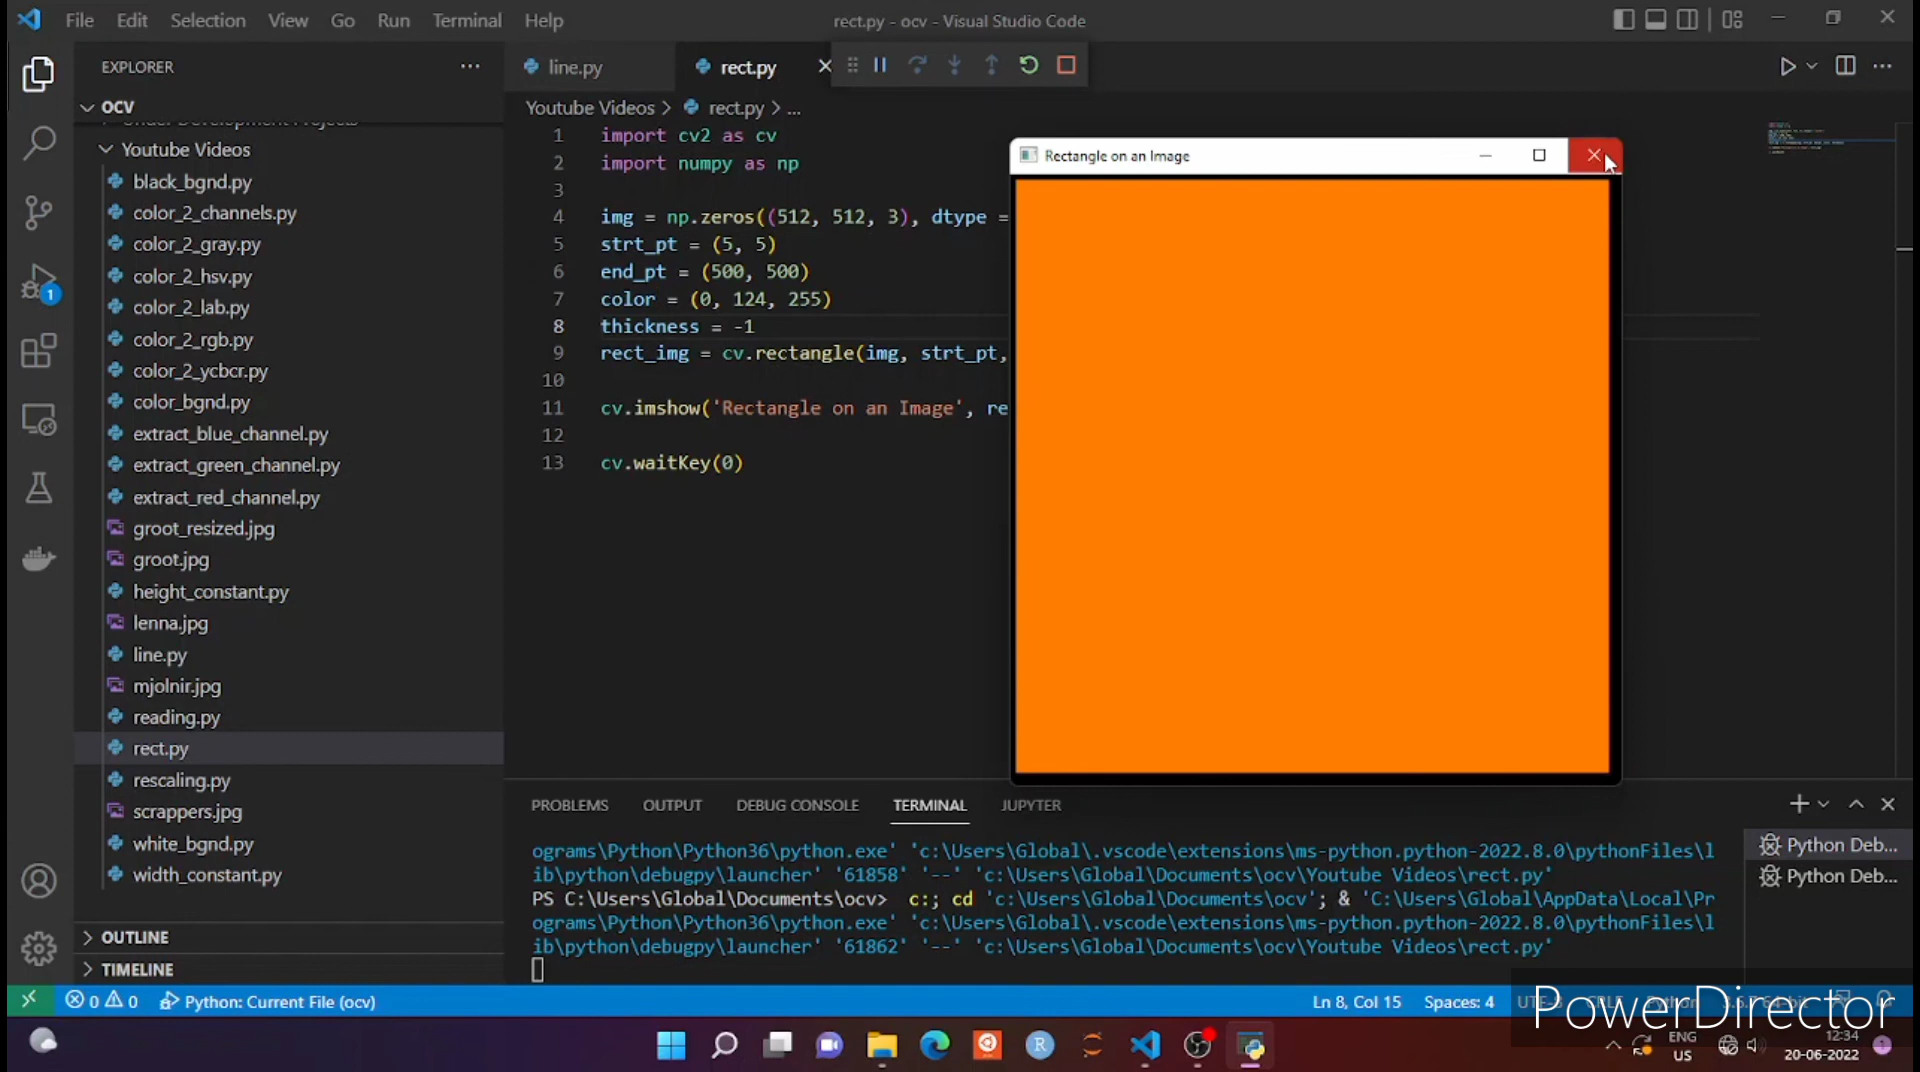 File Edit Selection View Go Run Terminal Help
rect.py - ocv - Visual Studio Code
EXPLORER
OCV
Under Development Projects
Youtube Videos
black_bgnd.py
color_2_channels.py
color_2_gray.py
color_2_hsv.py
color_2_lab.py
color_2_rgb.py
color_2_ycbcr.py
color_bgnd.py
extract_blue_channel.py
extract_green_channel.py
extract_red_channel.py
groot_resized.jpg
groot.jpg
height_constant.py
lenna.jpg
line.py
mjolnir.jpg
reading.py
rect.py
rescaling.py
scrappers.jpg
white_bgnd.py
width_constant.py
OUTLINE
TIMELINE
1
line.py
rect.py
Youtube Videos > rect.py > ...
1 import cv2 as cv
2 import numpy as np
3
4 img = np.zeros((512, 512, 3), dtype =
5 strt_pt = (5, 5)
6 end_pt = (500, 500)
7 color = (0, 124, 255)
8 thickness = -1
9 rect_img = cv.rectangle(img, strt_pt,
10
11 cv.imshow('Rectangle on an Image', re
12
13 cv.waitKey(0)
Rectangle on an Image
PROBLEMS OUTPUT DEBUG CONSOLE TERMINAL JUPYTER
ograms\Python\Python36\python.exe' 'c:\Users\Global\.vscode\extensions\ms-python.python-2022.8.0\pythonFiles\l
ib\python\debugpy\launcher' '61858' '--' 'c:\Users\Global\Documents\ocv\Youtube Videos\rect.py'
PS C:\Users\Global\Documents\ocv> c:; cd 'c:\Users\Global\Documents\ocv'; & 'C:\Users\Global\AppData\Local\Pr
ograms\Python\Python36\python.exe' 'c:\Users\Global\.vscode\extensions\ms-python.python-2022.8.0\pythonFiles\l
ib\python\debugpy\launcher' '61862' '--' 'c:\Users\Global\Documents\ocv\Youtube Videos\rect.py'
Python Deb...
Python Deb...
0 0 Python: Current File (ocv)
Ln 8, Col 15 Spaces: 4 UTF-8 CRLF Python
PowerDirector
ENG
US
12:34
20-06-2022
1